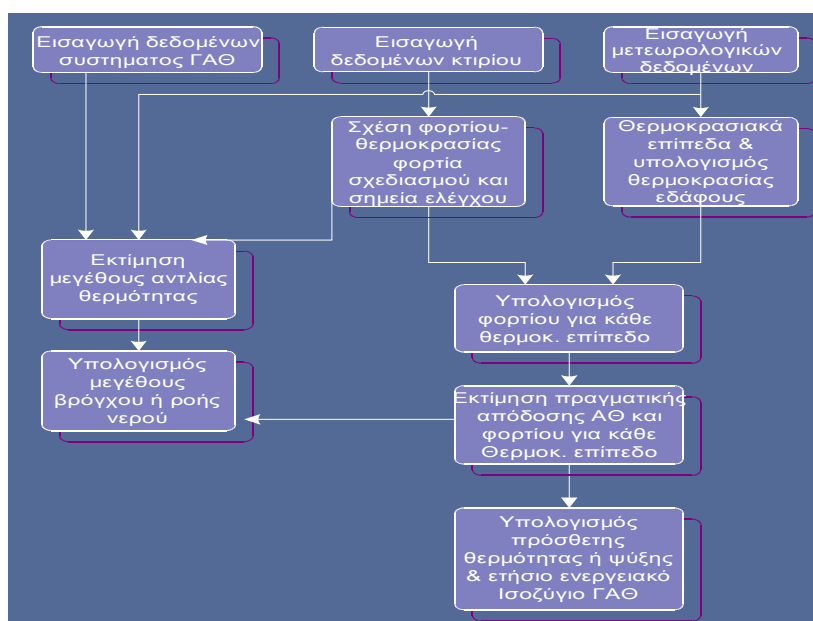 Εισαγωγή δεδομένων
συστηματος ΓΑΘ
Εισαγωγή
δεδομένων κτιρίου
Εισαγωγή
μετεωρολογικών
δεδομένων
Σχέση φορτίου-
θερμοκρασίας
φορτία
σχεδιασμού και
σημεία ελέγχου
Θερμοκρασιακά
επίπεδα &
υπολογισμός
θερμοκρασίας
εδάφους
Εκτίμηση
μεγέθους αντλίας
θερμότητας
Υπολογισμός
φορτίου για κάθε
θερμοκ. επίπεδο
Υπολογισμός
μεγέθους
βρόγχου ή ροής
νερού
Εκτίμηση πραγματικής
απόδοσης ΑΘ και
φορτίου για κάθε
Θερμοκ. επίπεδο
Υπολογισμός
πρόσθετης
θερμότητας ή ψύξης
& ετήσιο ενεργειακό
Ισοζύγιο ΓΑΘ